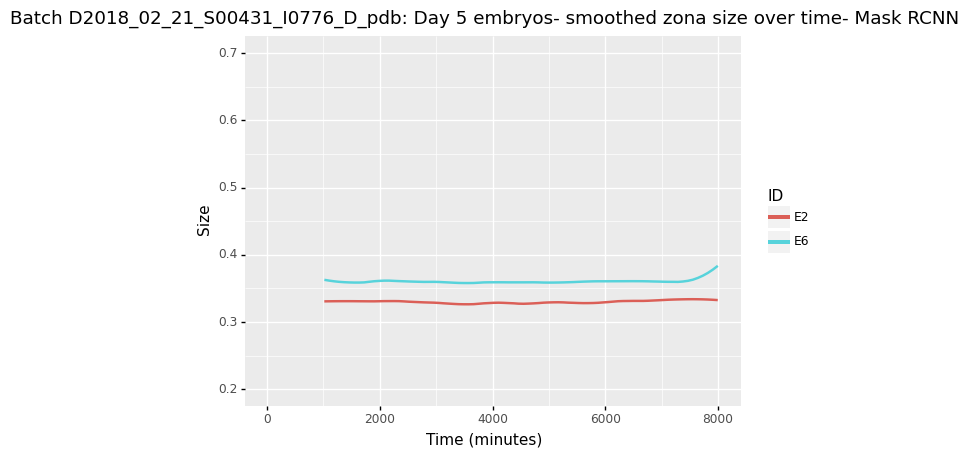 Batch D2018_02_21_S00431_I0776_D_pdb: Day 5 embryos- smoothed zona size over time- Mask RCNN
0.7
0.6
0.5
0.4
0.3
0.2
Size
0 2000 4000 6000 8000
Time (minutes)
ID
E2
E6